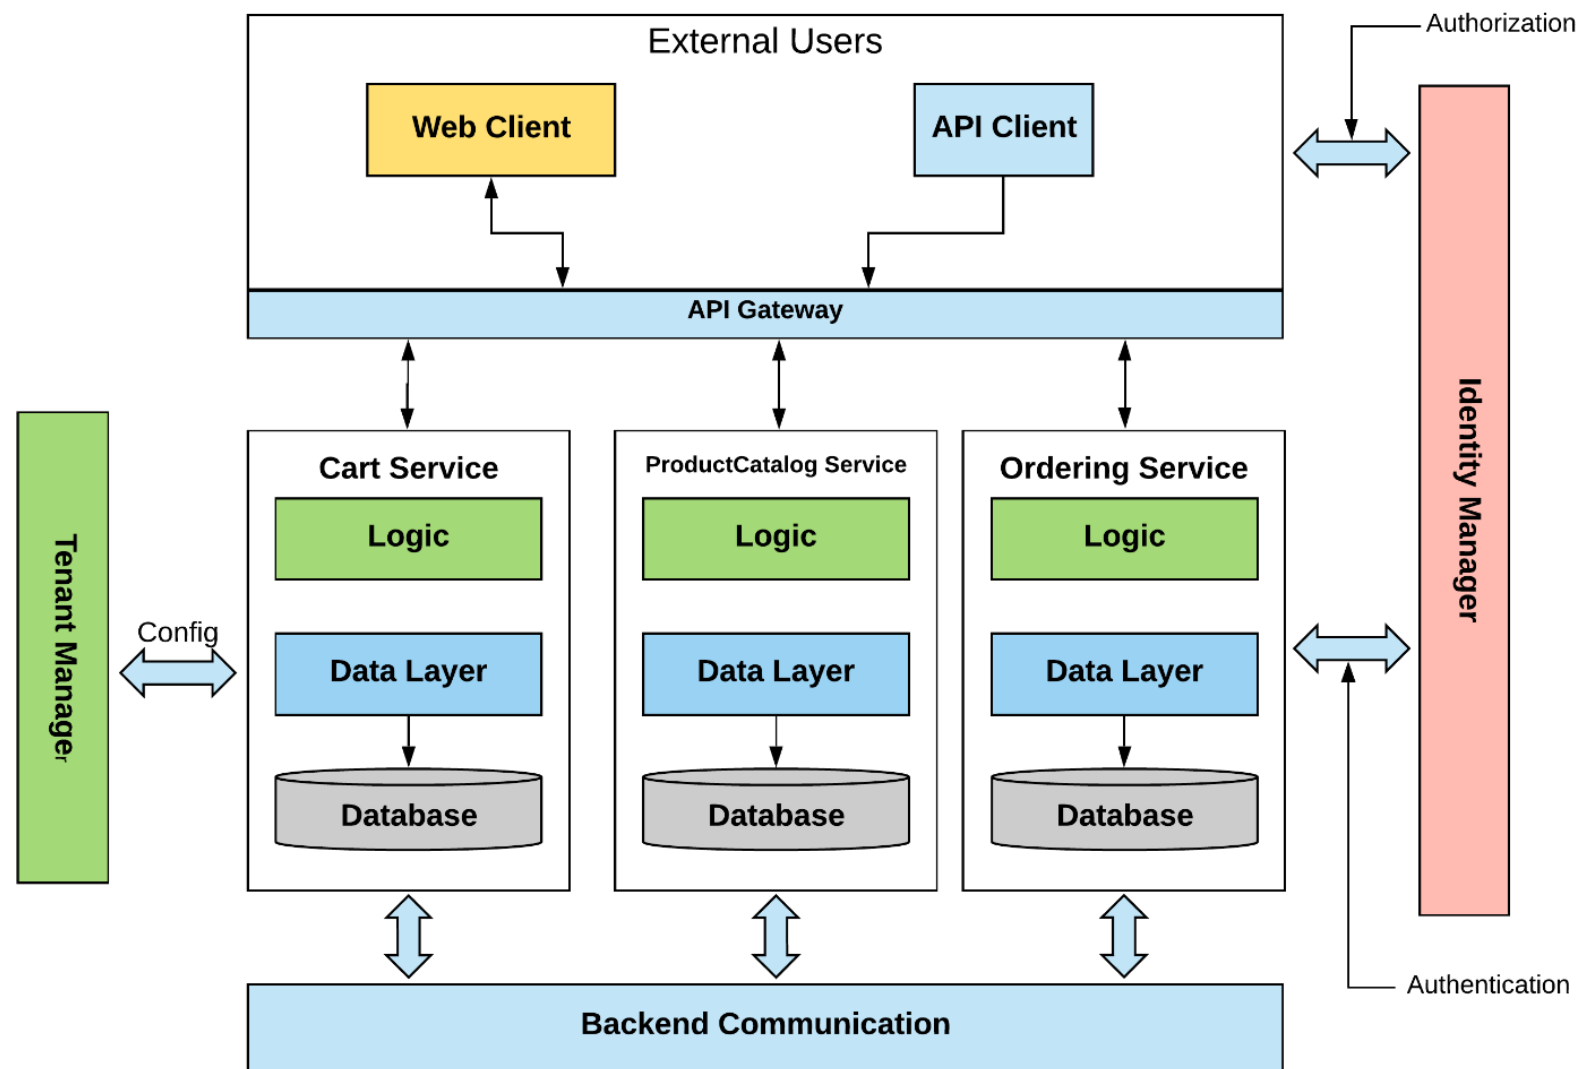 Authorization
External Users
Web Client
API Client
API Gateway
Cart Service
ProductCatalog Service
Ordering Service
Logic
Logic
Logic
Tenant Manager
Config
Data Layer
Data Layer
Data Layer
Identity Manager
Database
Database
Database
Authentication
Backend Communication